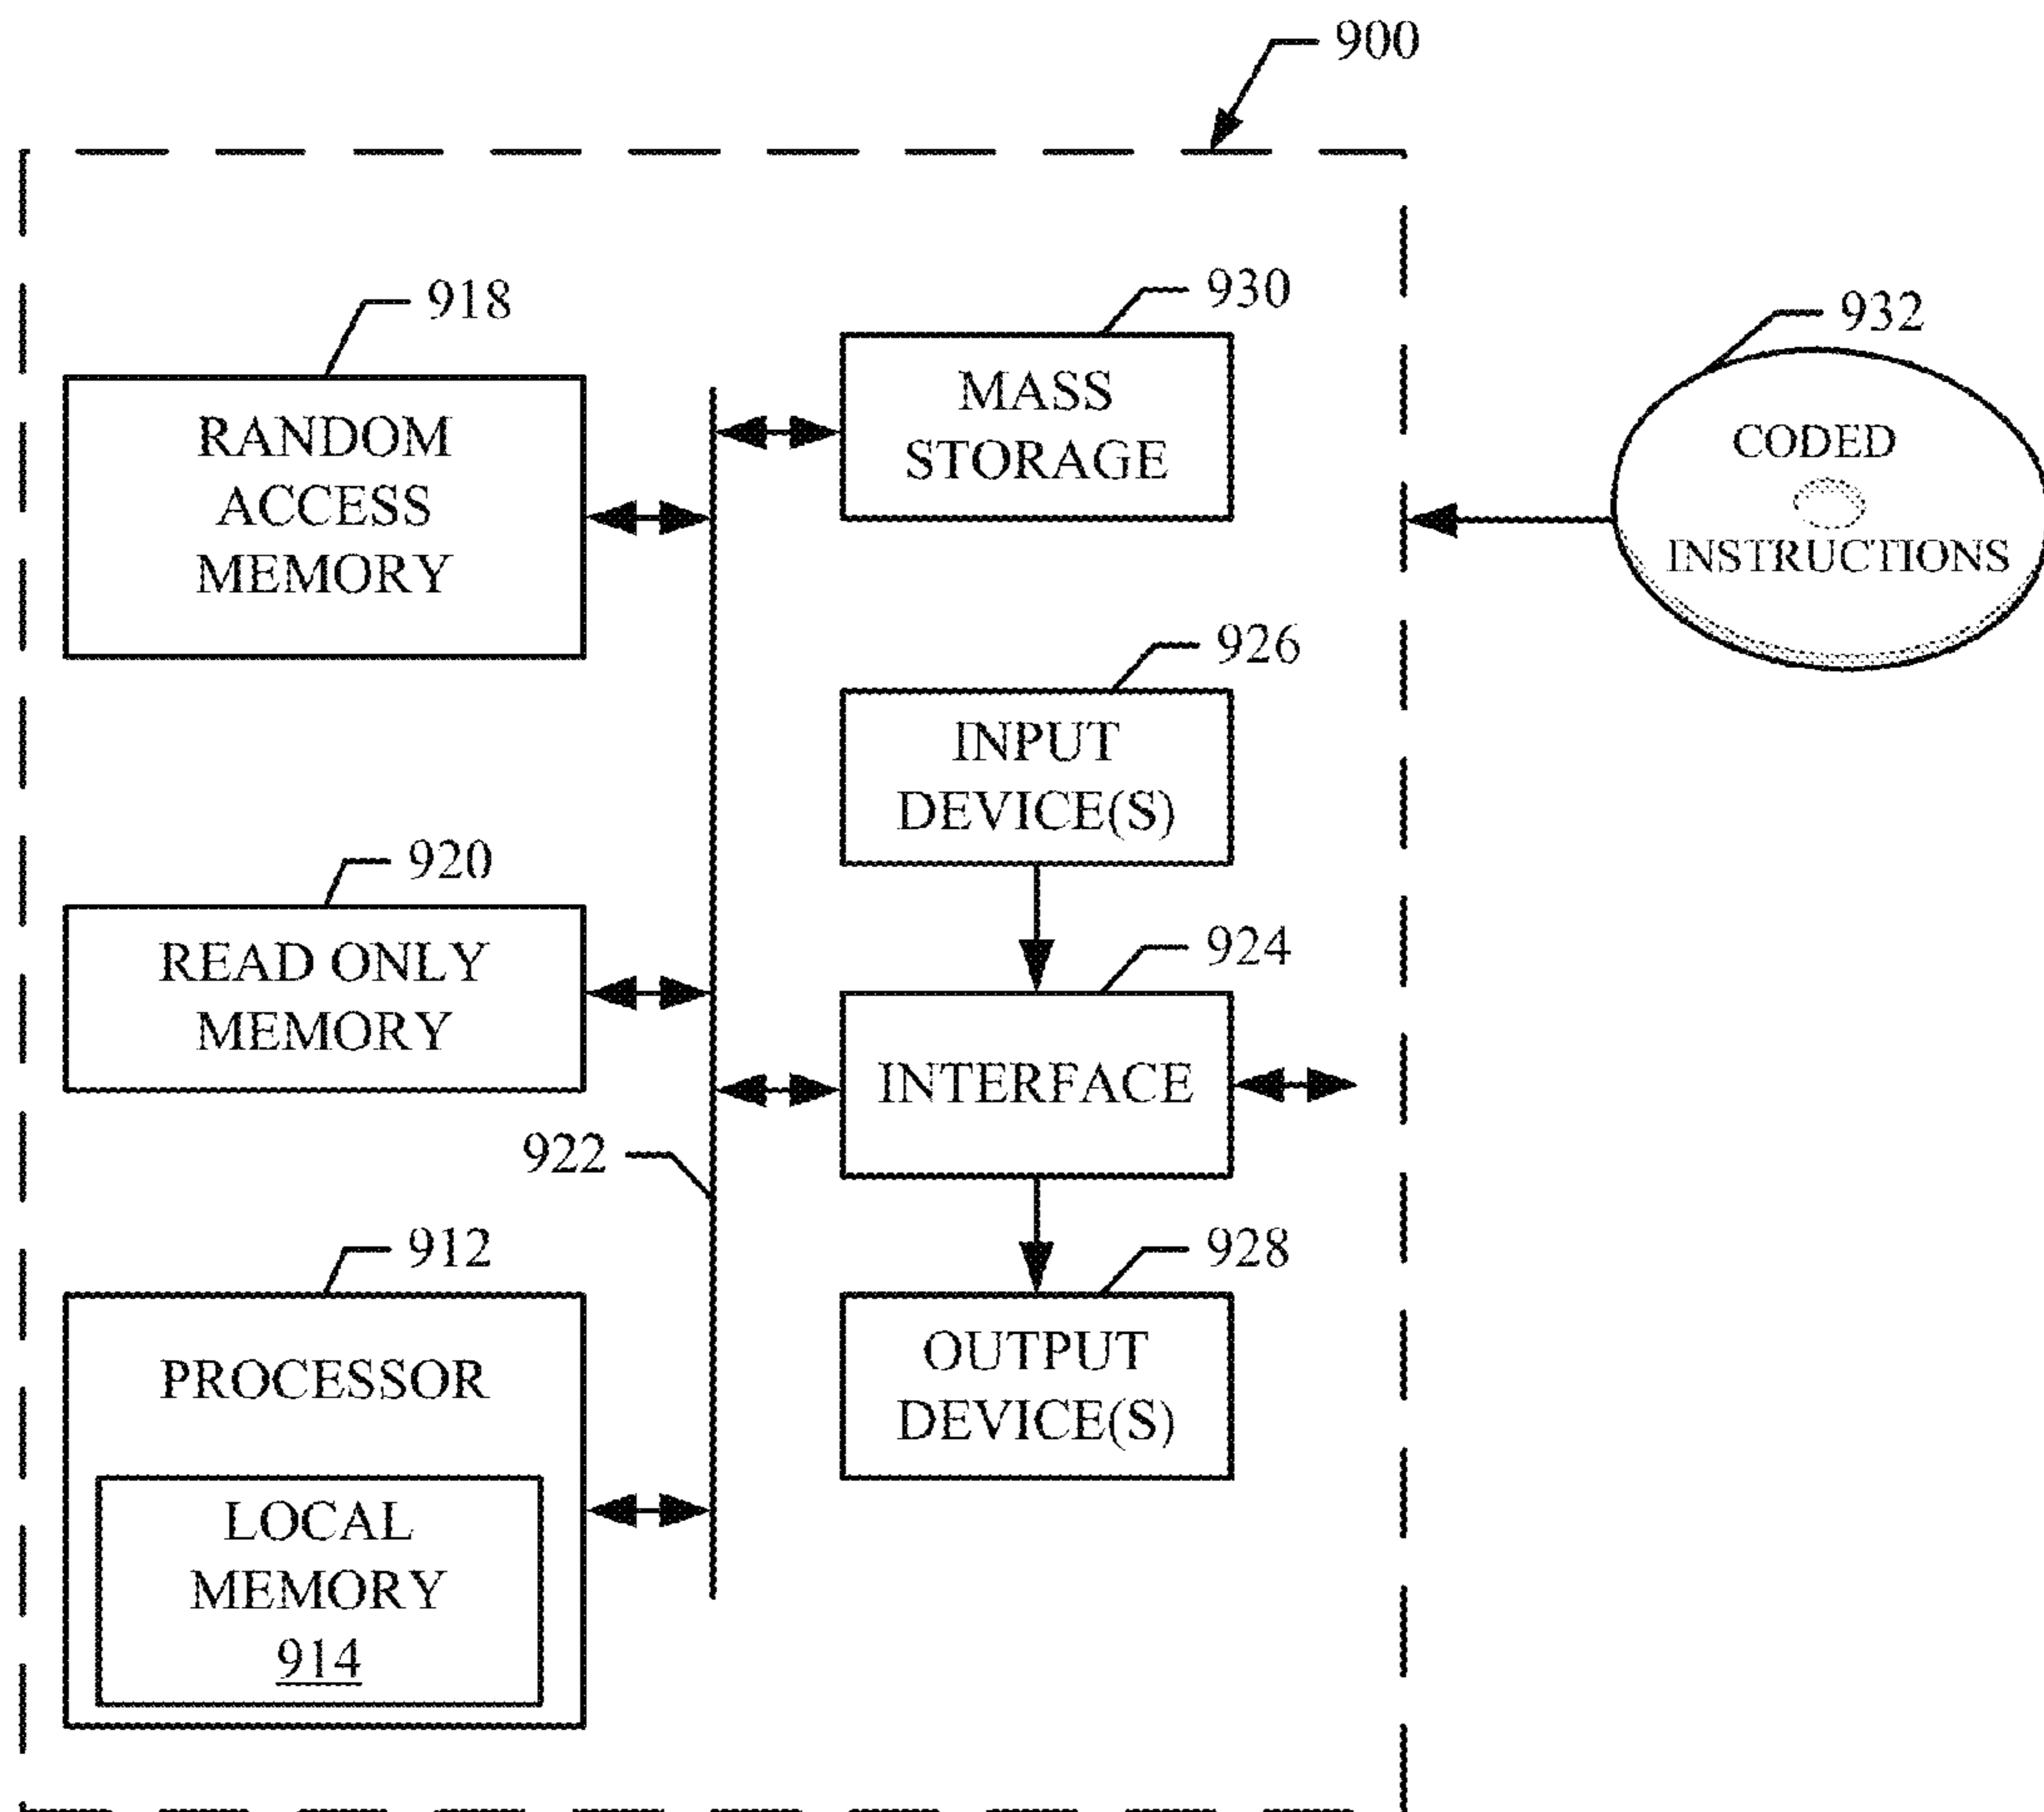 900
918
RANDOM
ACCESS
MEMORY
930
MASS
STORAGE
932
CODED
INSTRUCTIONS
926
INPUT
DEVICE(S)
920
READ ONLY
MEMORY
924
INTERFACE
922
912
PROCESSOR
LOCAL
MEMORY
914
928
OUTPUT
DEVICE(S)